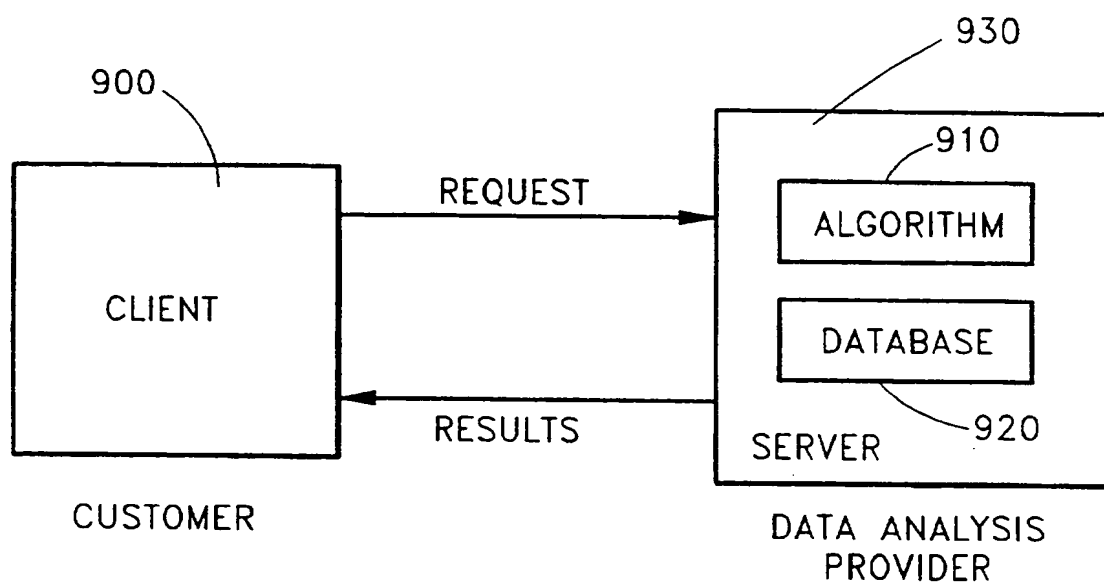 930
900
910
REQUEST
ALGORITHM
CLIENT
DATABASE
RESULTS
920
SERVER
CUSTOMER
DATA ANALYSIS
PROVIDER